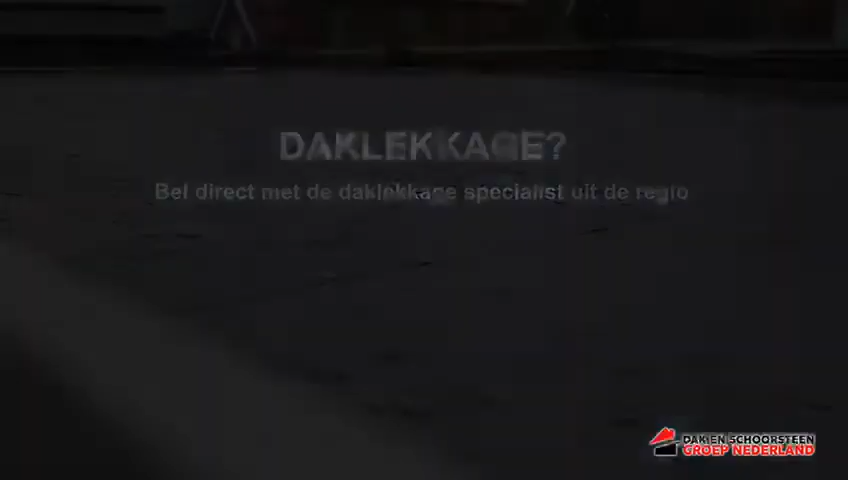 DAKLEKKAGE?
Bel direct met de daklekkage specialist uit de regio
DAK EN SCHOORSTEEN
GROEP NEDERLAND